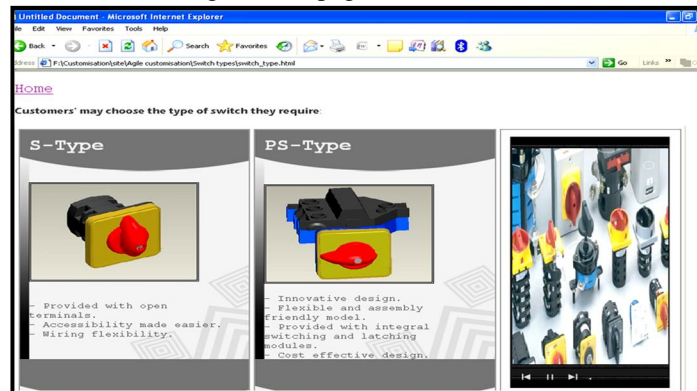 Untitled Document - Microsoft Internet Explorer
File Edit View Favorites Tools Help
Back Search Favorites
Address F:\Customisation\site\Agile customisation\Switch types\switch_type.html Go Links
Home
Customers' may choose the type of switch they require:
S-Type
- Provided with open
terminals.
- Accessibility made easier.
- Wiring flexibility.
PS-Type
- Innovative design.
- Flexible and assembly
friendly model.
- Provided with integral
switching and latching
modules.
- Cost effective design.